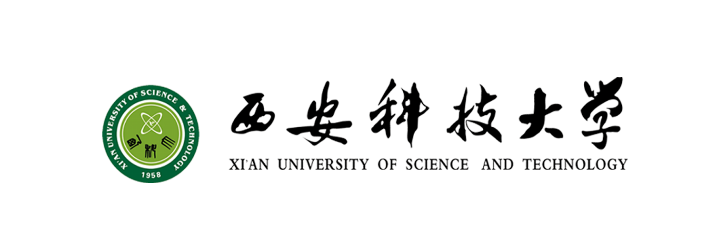 XI'AN UNIVERSITY OF SCIENCE & TECHNOLOGY
1958
西安科技大学
XI'AN UNIVERSITY OF SCIENCE AND TECHNOLOGY